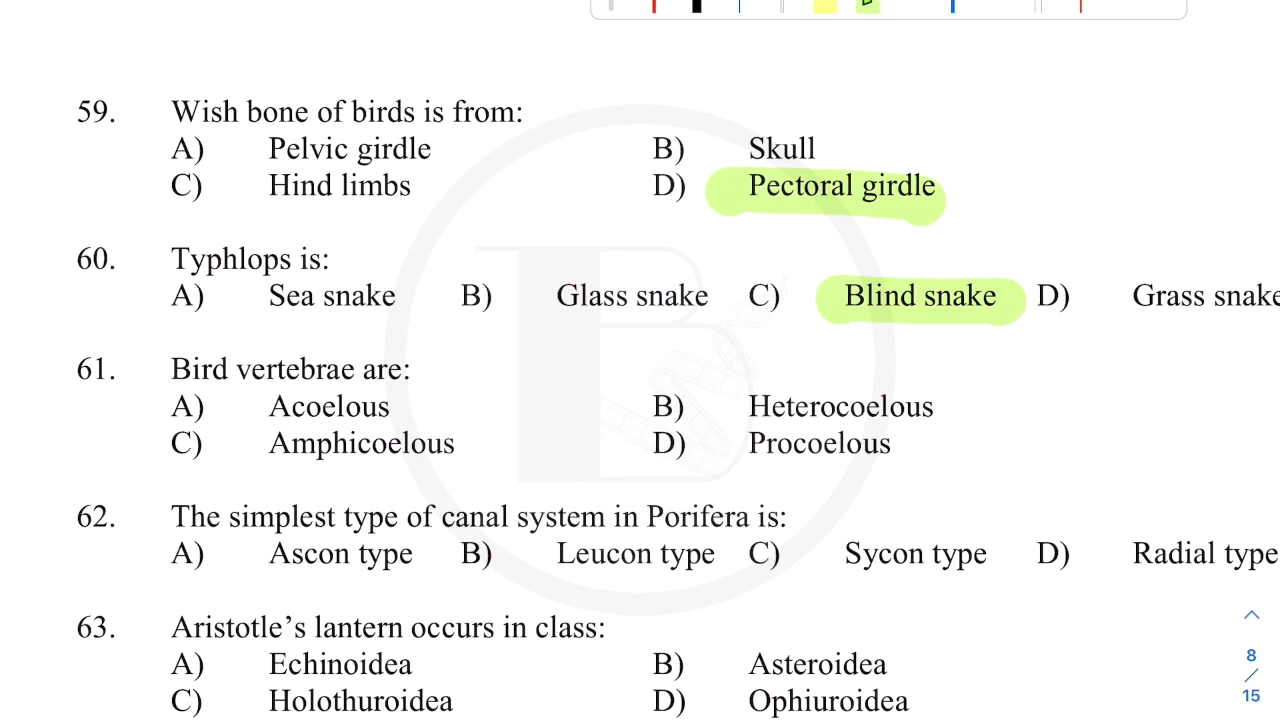 59. Wish bone of birds is from:
A) Pelvic girdle B) Skull
C) Hind limbs D) Pectoral girdle
60. Typhlops is:
A) Sea snake B) Glass snake C) Blind snake D) Grass snake
61. Bird vertebrae are:
A) Acoelous B) Heterocoelous
C) Amphicoelous D) Procoelous
62. The simplest type of canal system in Porifera is:
A) Ascon type B) Leucon type C) Sycon type D) Radial type
63. Aristotle’s lantern occurs in class:
A) Echinoidea B) Asteroidea
C) Holothuroidea D) Ophiuroidea
8
/
15